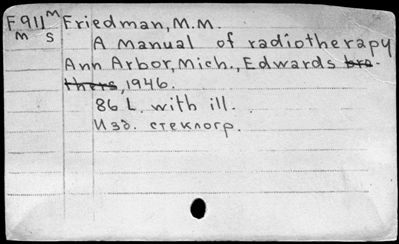 F911 M Friedman, M.M.
M S A manual of radiotherapy
Ann Arbor, Mich., Edwards bro-
thers, 1946.
86 L. with ill.
Изд. стеклогр.